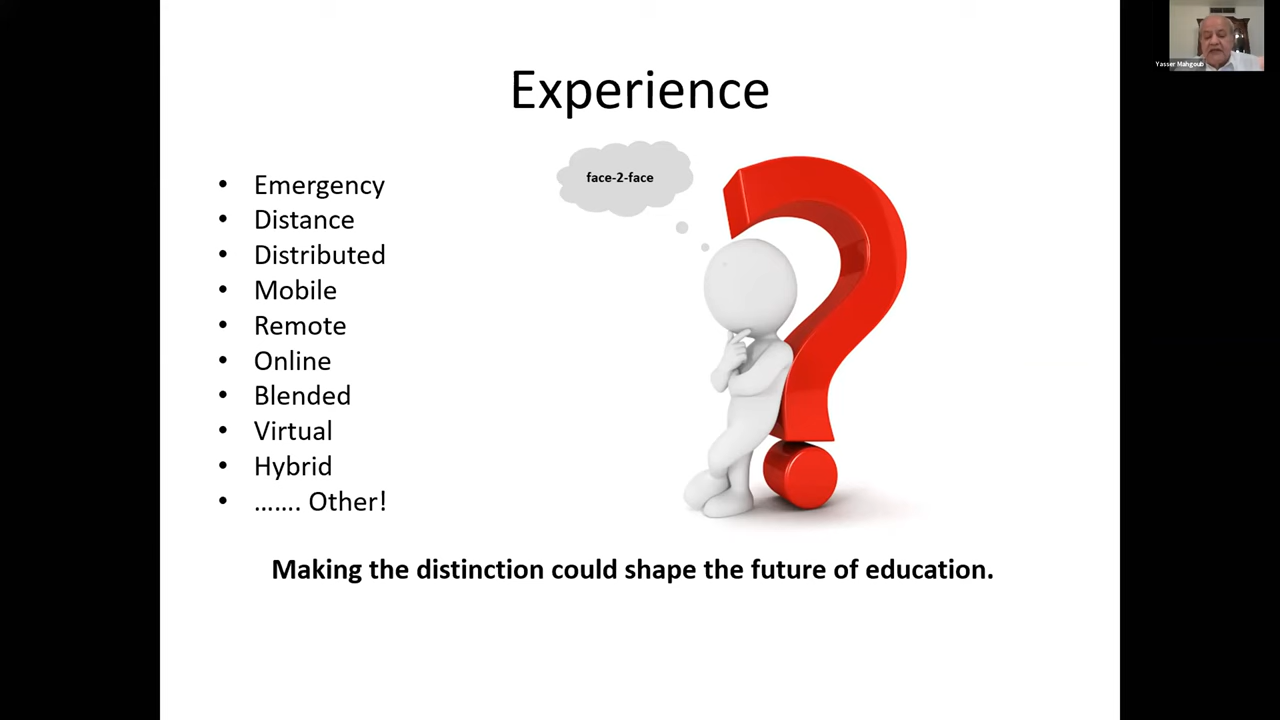 Yasser Mahgoub
Experience
face-2-face
• Emergency
• Distance
• Distributed
• Mobile
• Remote
• Online
• Blended
• Virtual
• Hybrid
• ……. Other!
Making the distinction could shape the future of education.